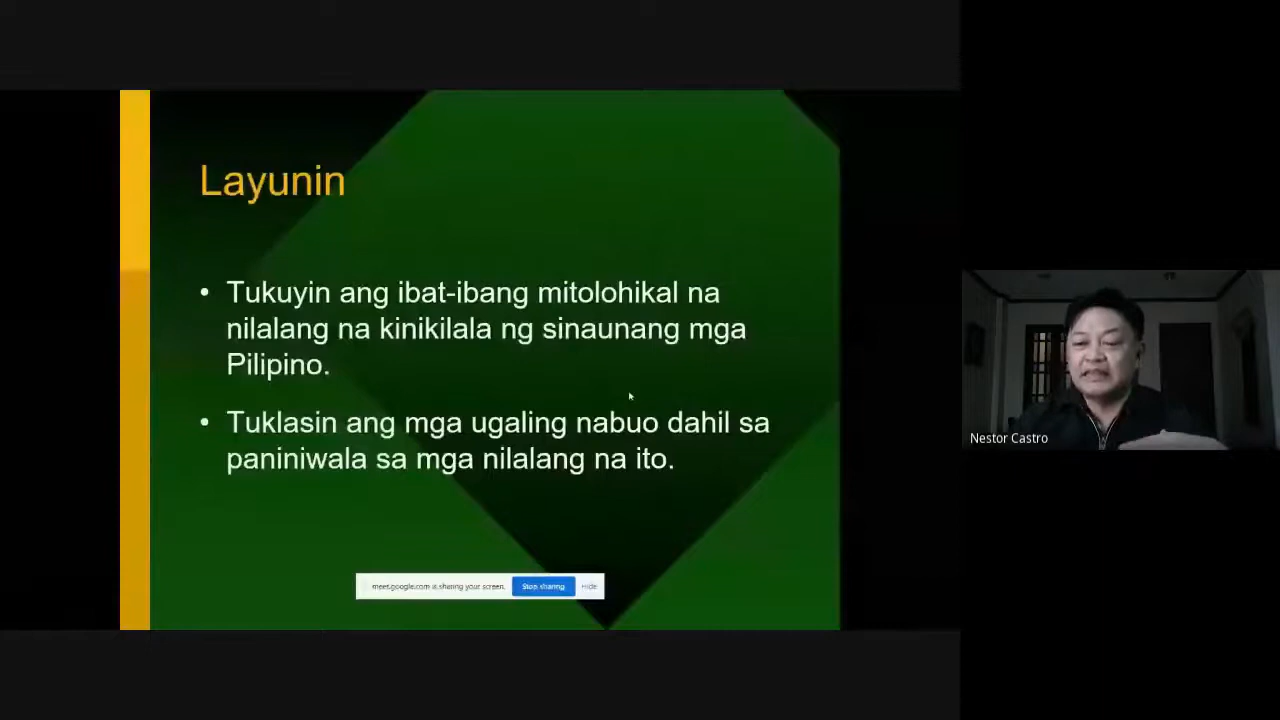 Layunin
• Tukuyin ang ibat-ibang mitolohikal na
nilalang na kinikilala ng sinaunang mga
Pilipino.
• Tuklasin ang mga ugaling nabuo dahil sa
paniniwala sa mga nilalang na ito.
meet.google.com is sharing your screen. Stop sharing Hide
Nestor Castro